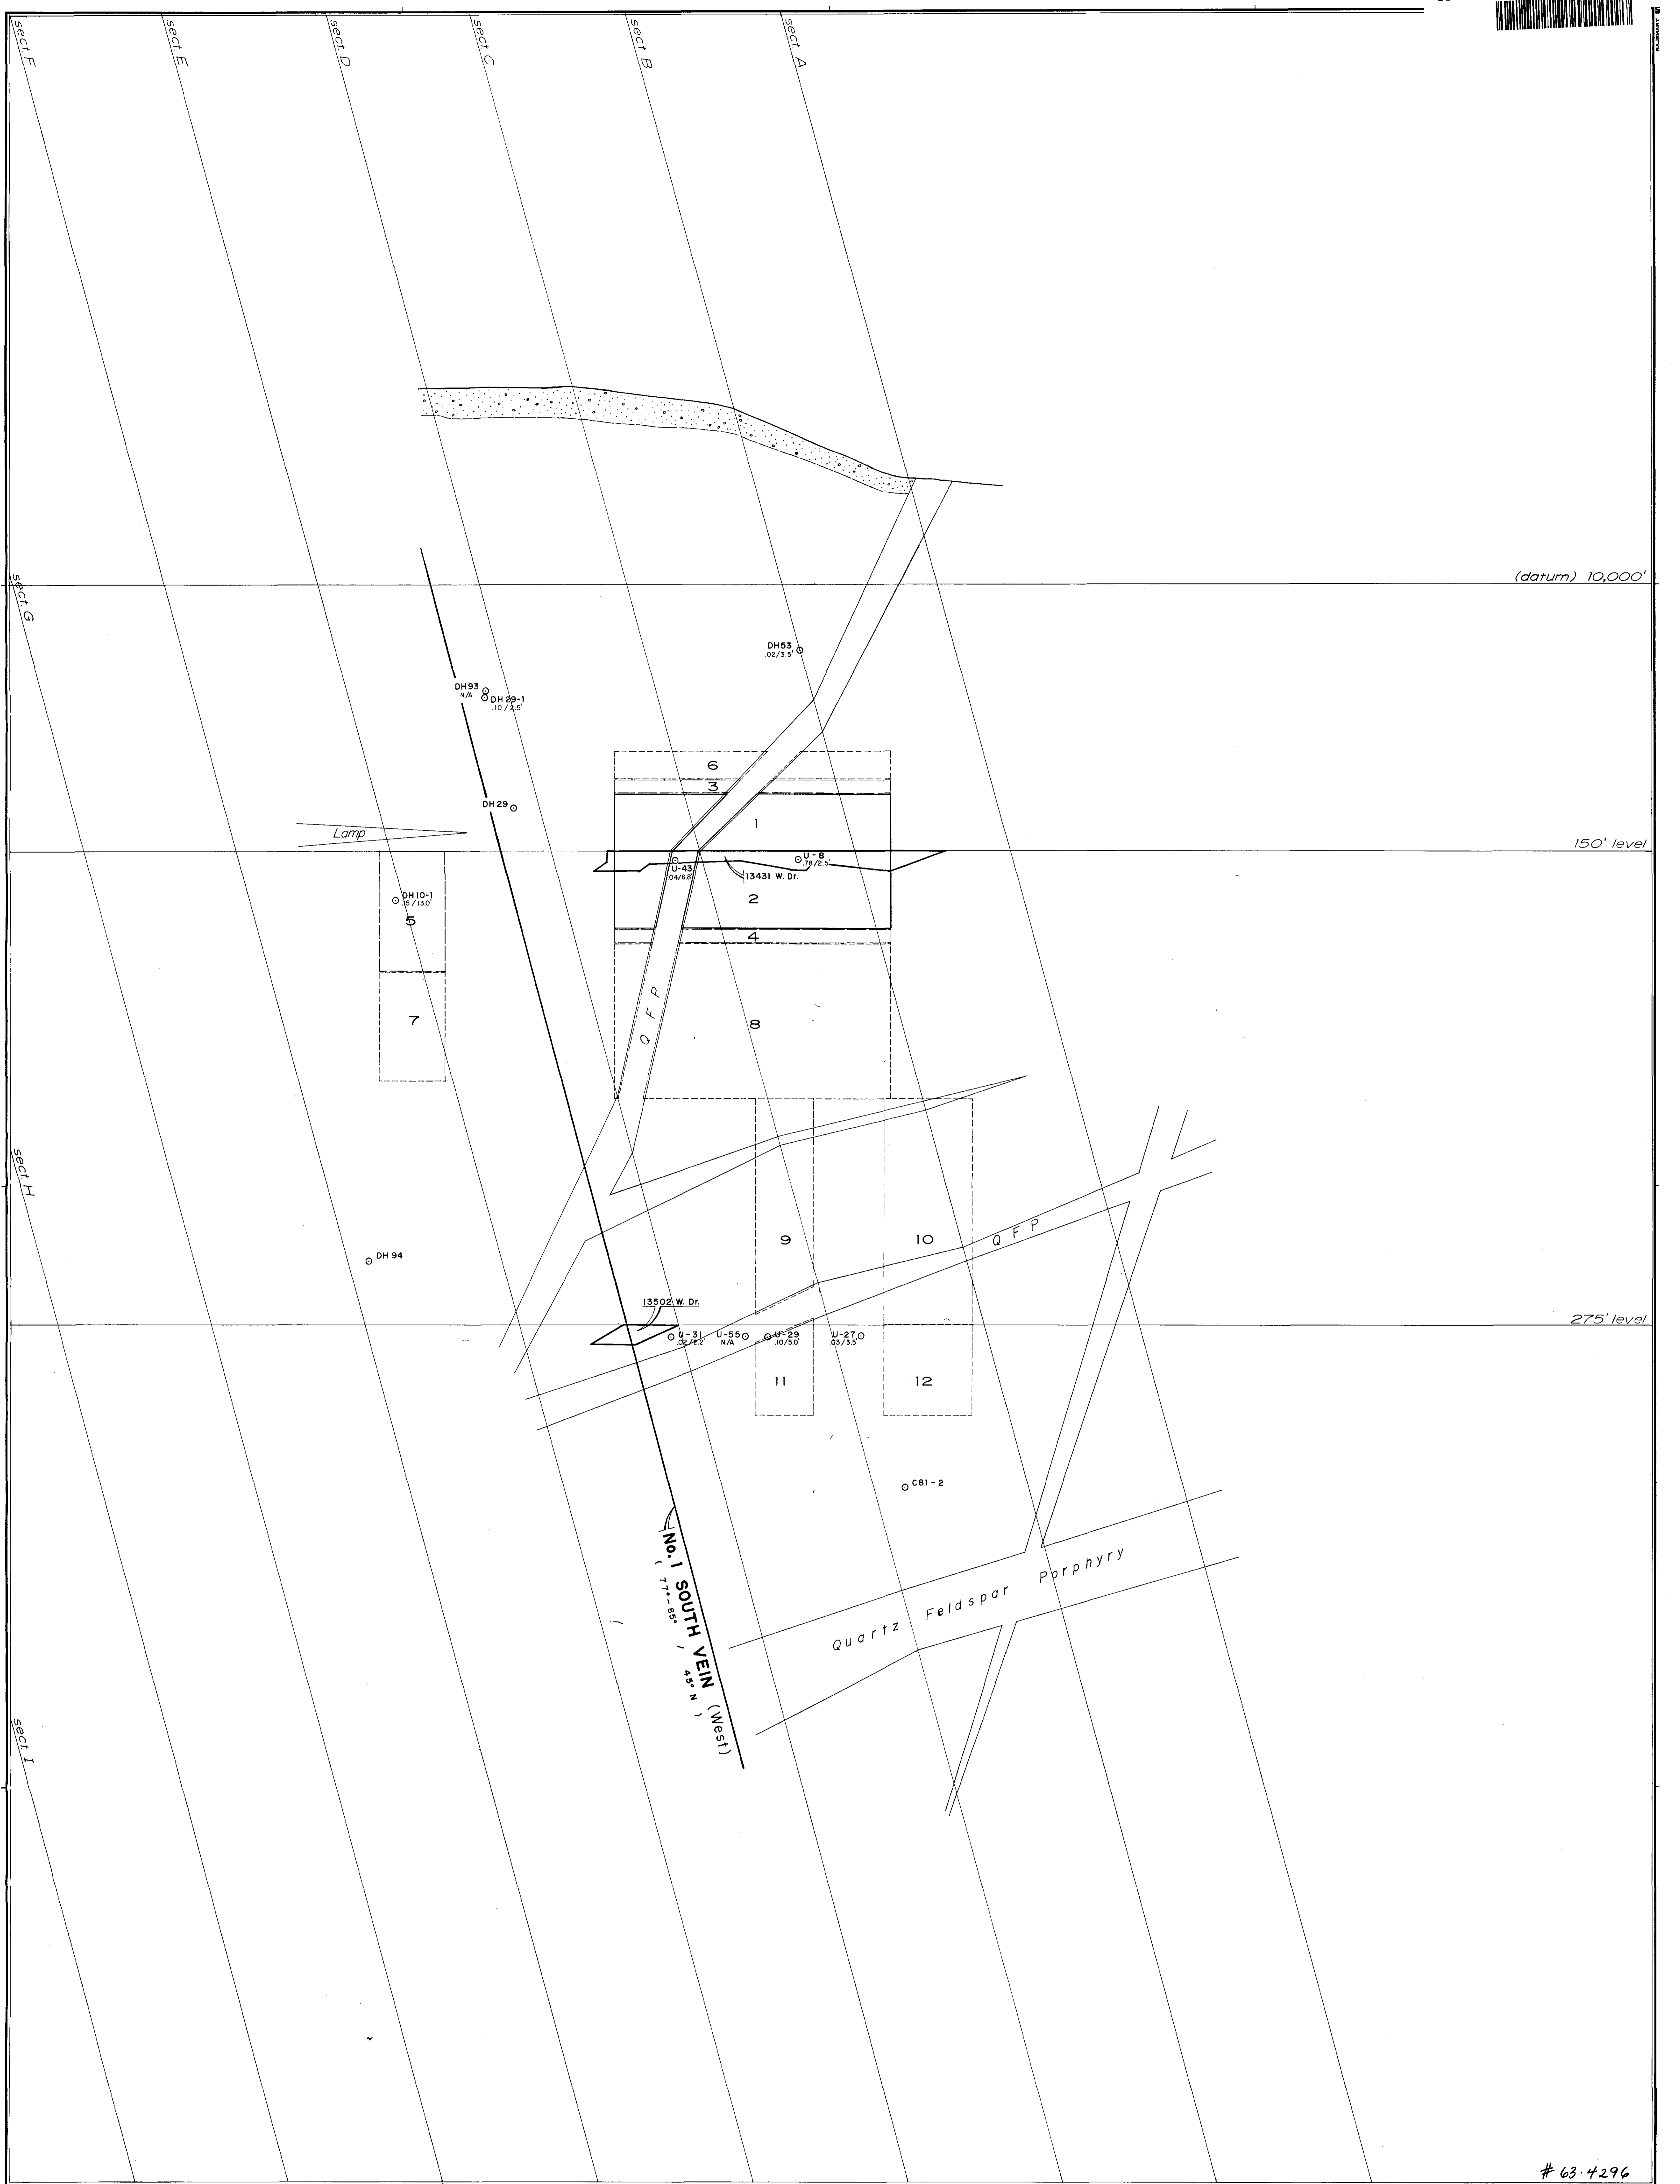 sect. F
sect. E
sect. D
sect. C
sect. B
sect. A
(datum) 10,000'
sect. G
DH53
.02/3.5'
DH93
N/A
DH 29-1
.10/2.5'
6
3
DH29
1
Lamp
150' level
U-43
.04/6.8'
U-8
.78/2.5'
13431 W. Dr.
2
DH10-1
.15/13.0'
5
4
Q F P
7
8
sect. H
9
10
Q F P
DH 94
13502 W. Dr.
275' level
U-31
.02/2.2'
U-55
N/A
U-29
.10/5.0'
U-27
.03/3.5'
11
12
C81-2
No. 1 SOUTH VEIN (West)
( 77°-85° / 45° N )
Quartz Feldspar Porphyry
sect. I
# 63.4296